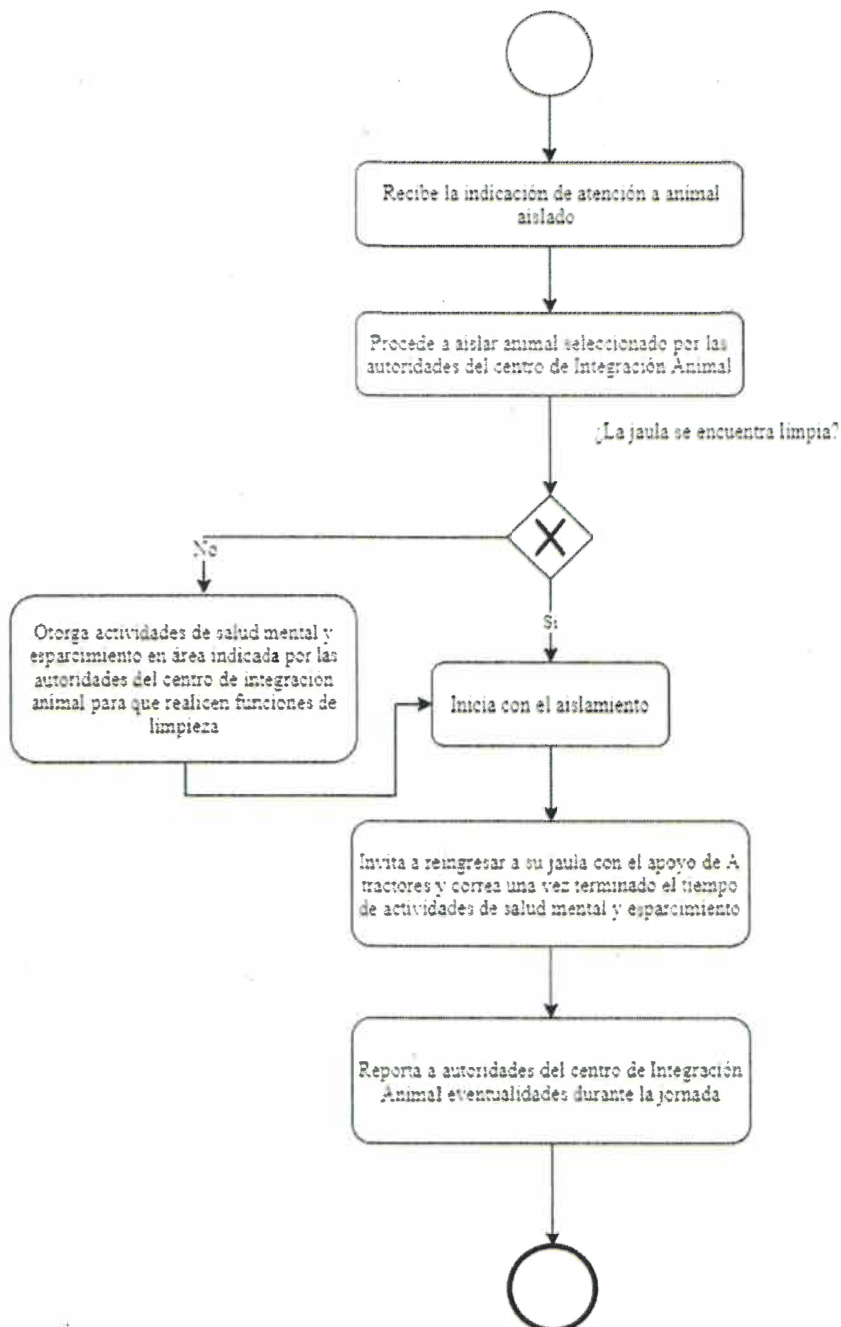 Recibe la indicación de atención a animal
aislado
Procede a aislar animal seleccionado por las
autoridades del centro de Integración Animal
¿La jaula se encuentra limpia?
No
Si
Otorga actividades de salud mental y
esparcimiento en área indicada por las
autoridades del centro de integración
animal para que realicen funciones de
limpieza
Inicia con el aislamiento
Invita a reingresar a su jaula con el apoyo de A
tractores y correa una vez terminado el tiempo
de actividades de salud mental y esparcimiento
Reporta a autoridades del centro de Integración
Animal eventualidades durante la jornada